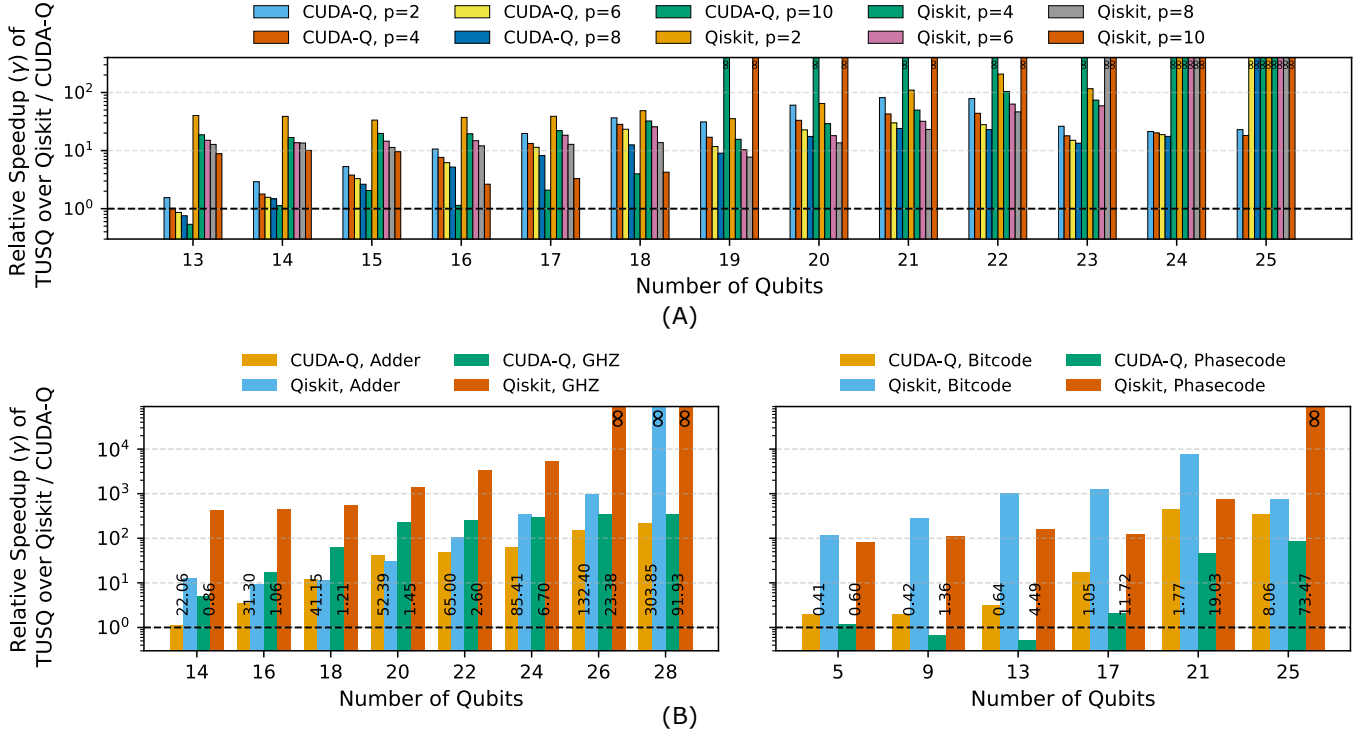 CUDA-Q, p=2 CUDA-Q, p=6 CUDA-Q, p=10 Qiskit, p=4 Qiskit, p=8
CUDA-Q, p=4 CUDA-Q, p=8 Qiskit, p=2 Qiskit, p=6 Qiskit, p=10
Relative Speedup (γ) of
TUSQ over Qiskit / CUDA-Q
10²
10¹
10⁰
∞ ∞ ∞ ∞ ∞ ∞ ∞ ∞ ∞ ∞ ∞ ∞ ∞ ∞ ∞ ∞ ∞ ∞ ∞ ∞ ∞ ∞ ∞ ∞
13 14 15 16 17 18 19 20 21 22 23 24 25
Number of Qubits
(A)
CUDA-Q, Adder CUDA-Q, GHZ
Qiskit, Adder Qiskit, GHZ
Relative Speedup (γ) of
TUSQ over Qiskit / CUDA-Q
10⁴
10³
10²
10¹
10⁰
∞ ∞ ∞
22.06 0.86 31.30 1.06 41.15 1.21 52.39 1.45 65.00 2.60 85.41 6.70 132.40 23.38 303.85 91.93
14 16 18 20 22 24 26 28
Number of Qubits
CUDA-Q, Bitcode CUDA-Q, Phasecode
Qiskit, Bitcode Qiskit, Phasecode
∞
0.41 0.60 0.42 1.36 0.64 4.49 1.05 11.72 1.77 19.03 8.06 73.47
5 9 13 17 21 25
Number of Qubits
(B)